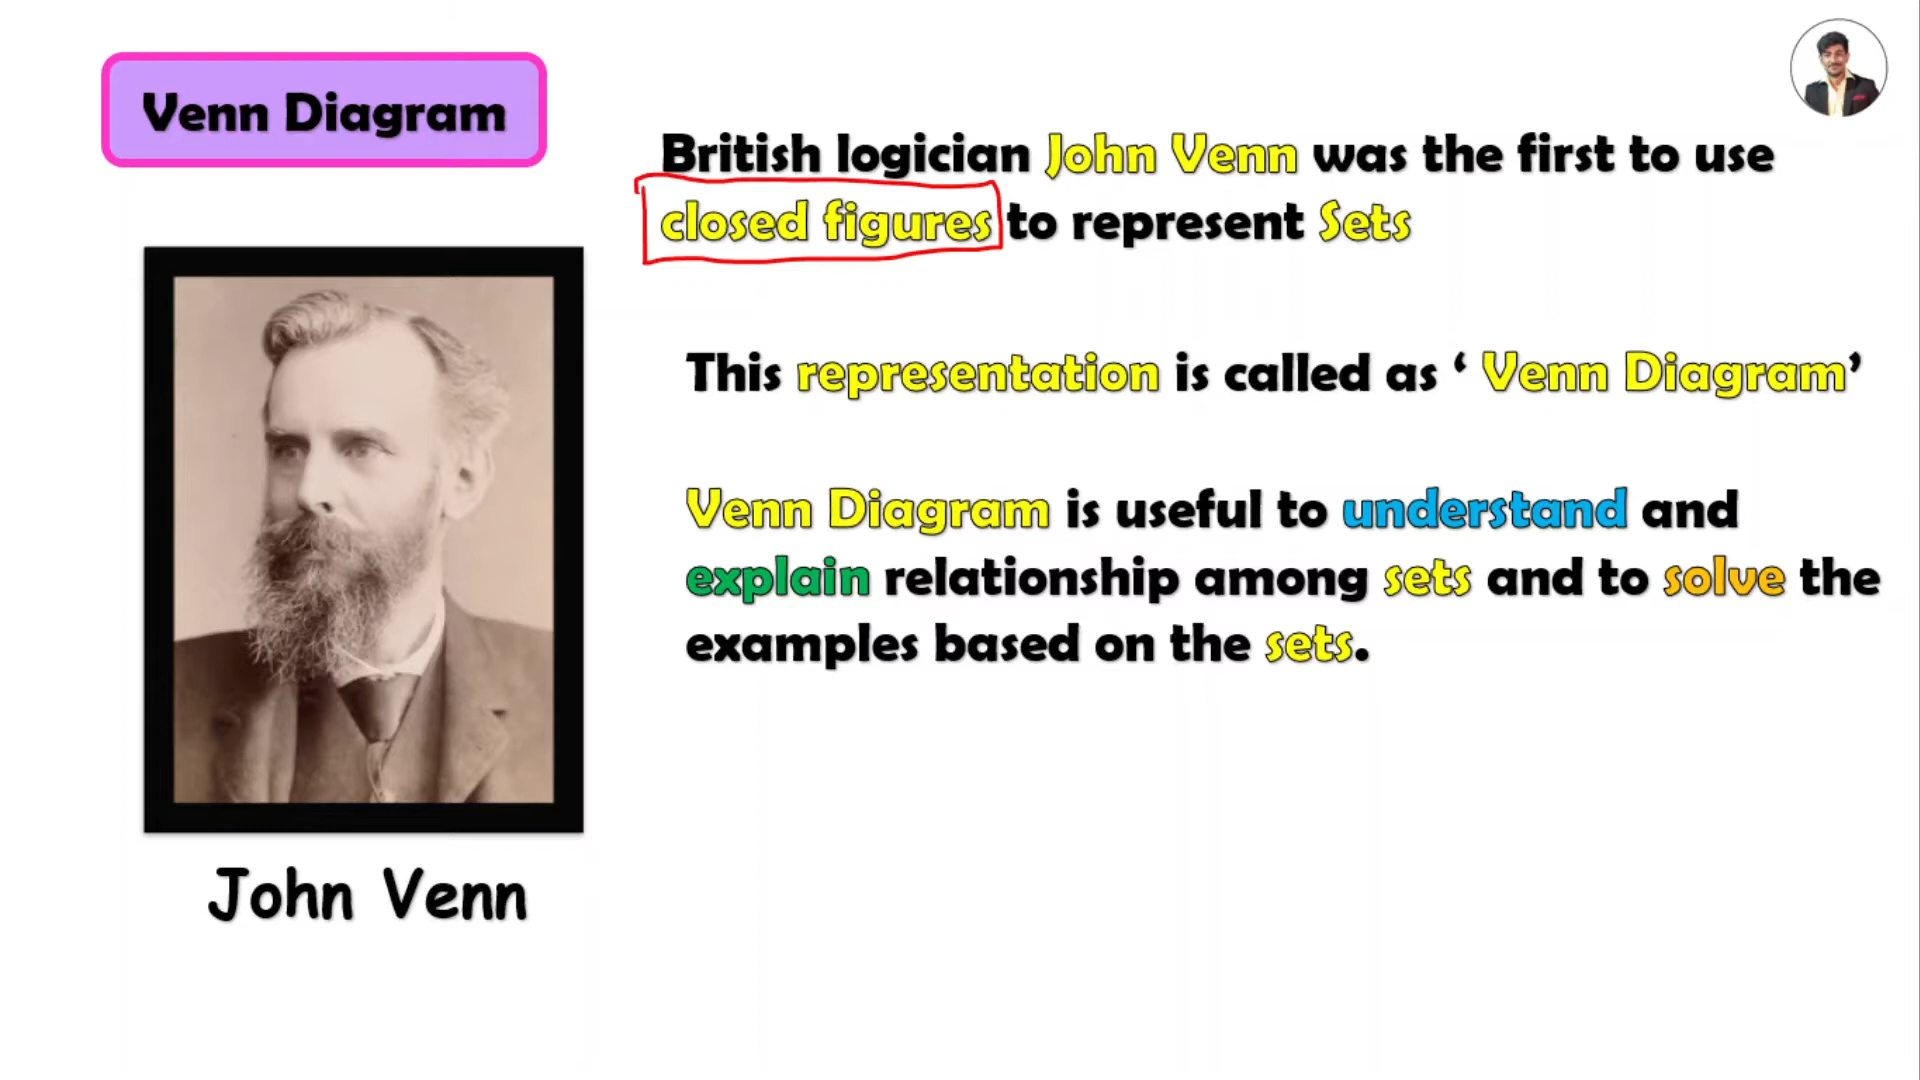 Venn Diagram
British logician John Venn was the first to use
closed figures to represent Sets
This representation is called as ‘ Venn Diagram’
Venn Diagram is useful to understand and
explain relationship among sets and to solve the
examples based on the sets.
John Venn